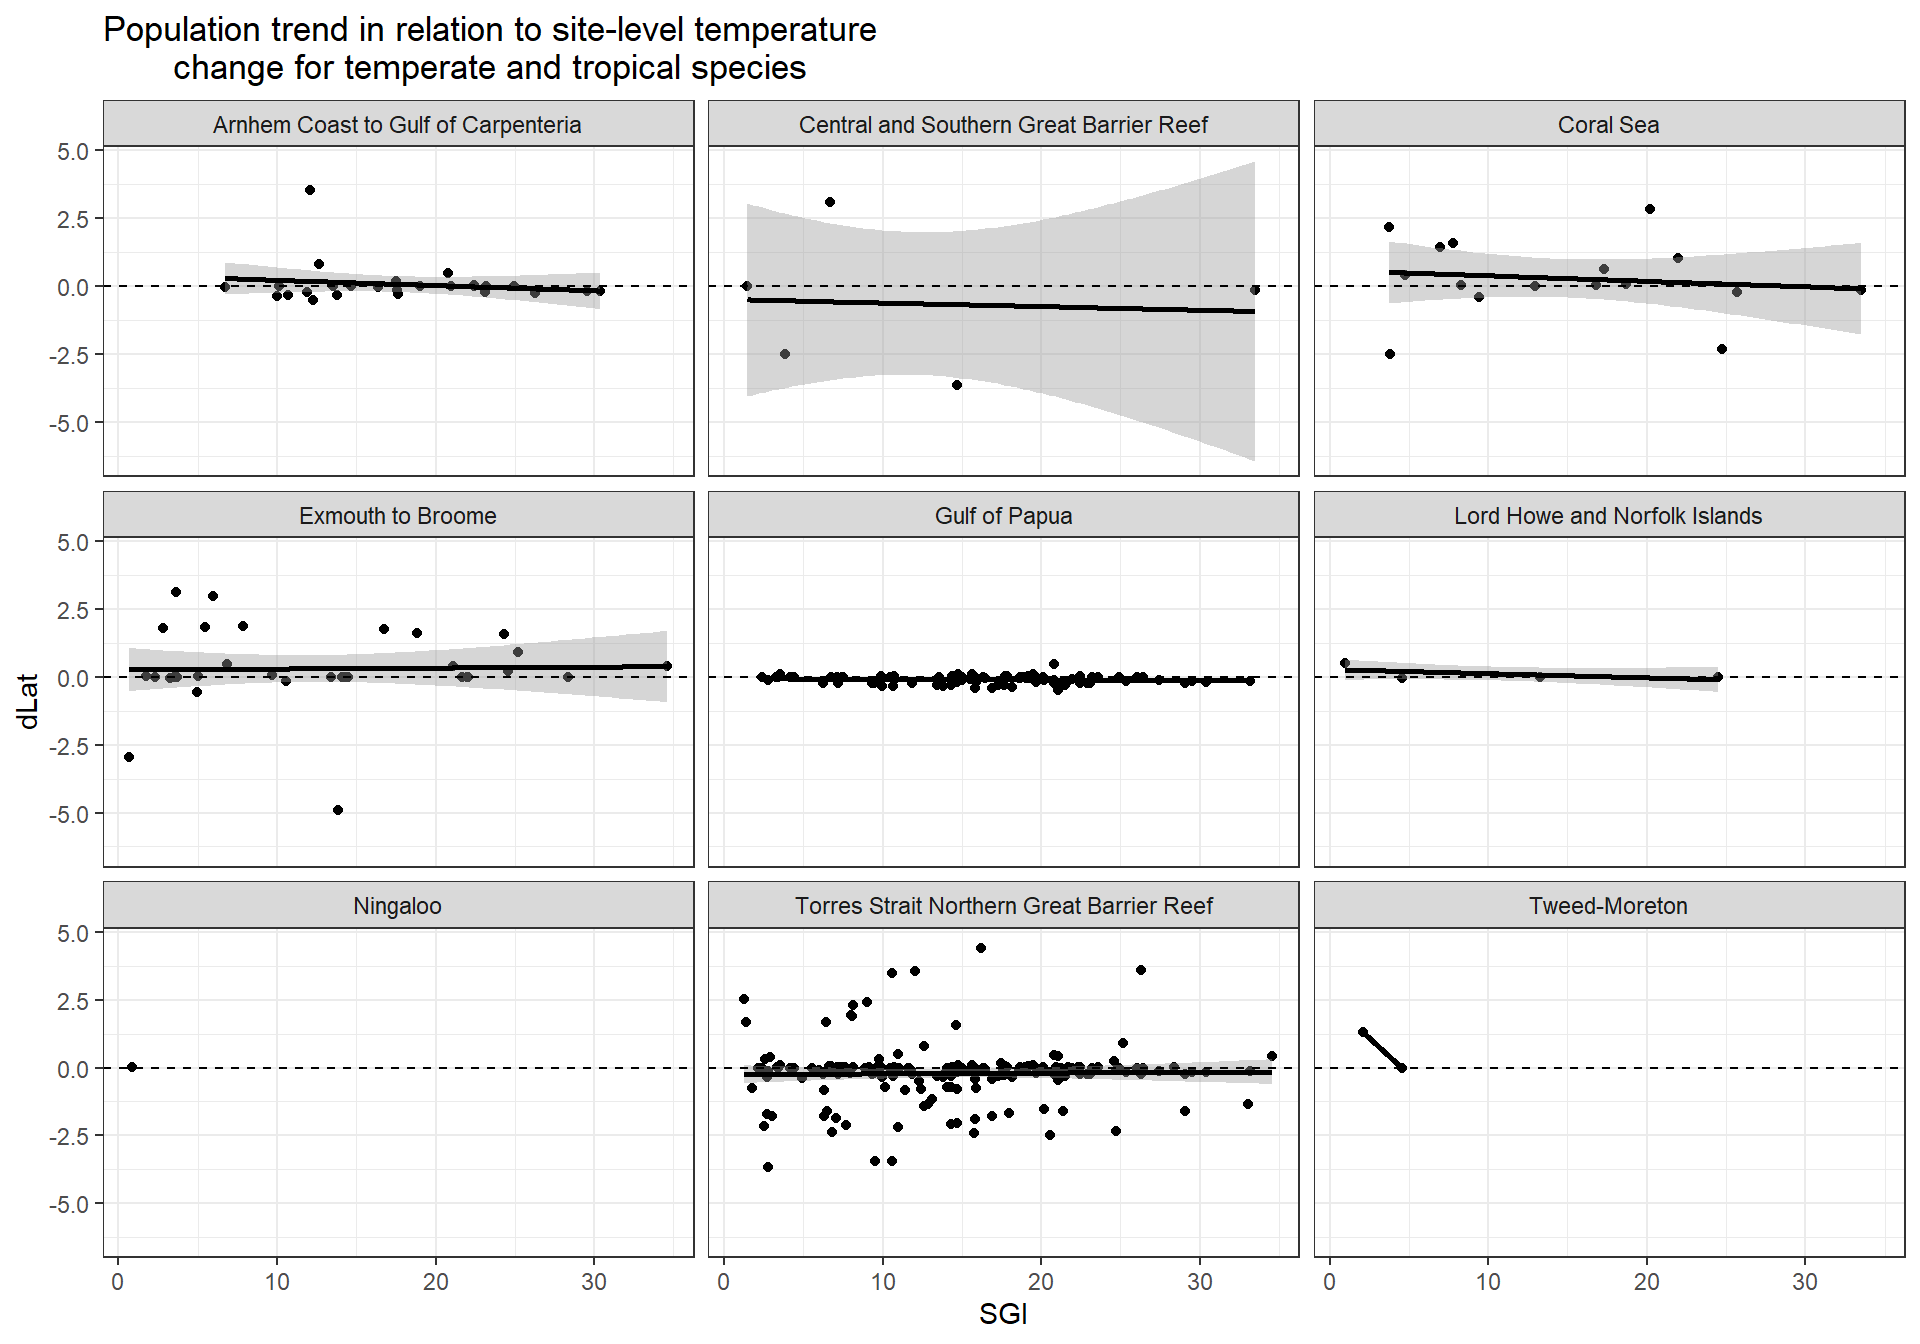 Population trend in relation to site-level temperature
change for temperate and tropical species
Arnhem Coast to Gulf of Carpenteria
Central and Southern Great Barrier Reef
Coral Sea
5.0
2.5
0.0
-2.5
-5.0
Exmouth to Broome
Gulf of Papua
Lord Howe and Norfolk Islands
5.0
2.5
0.0
-2.5
-5.0
dLat
Ningaloo
Torres Strait Northern Great Barrier Reef
Tweed-Moreton
5.0
2.5
0.0
-2.5
-5.0
0 10 20 30
0 10 20 30
0 10 20 30
SGI